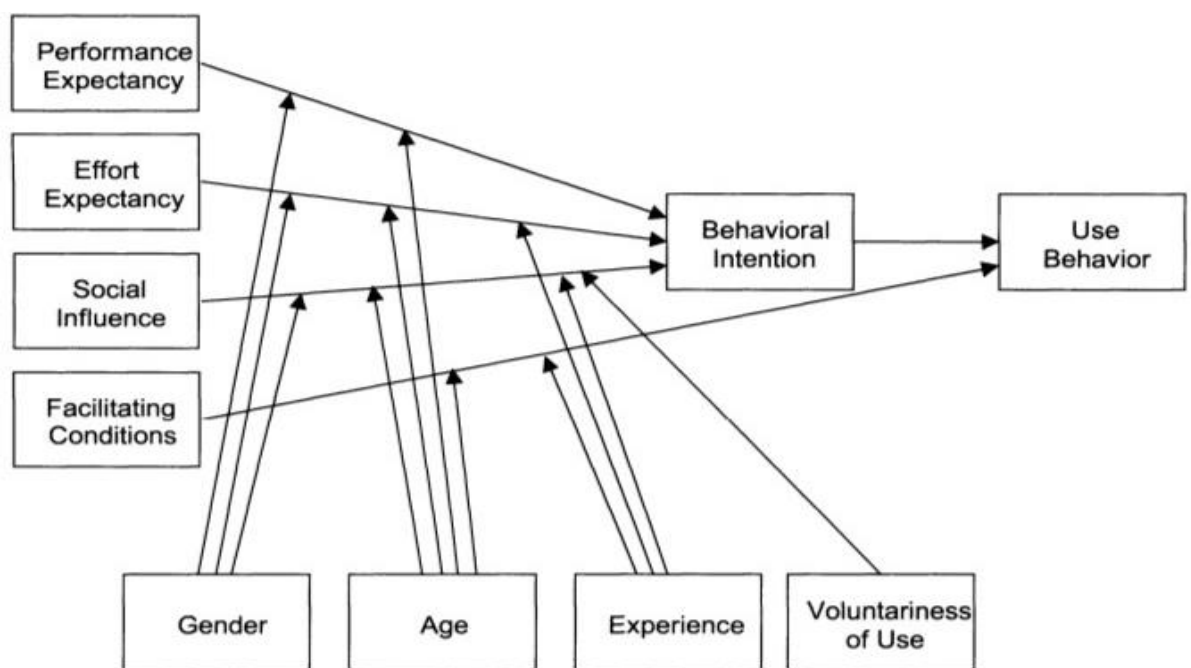 Performance
Expectancy
Effort
Expectancy
Social
Influence
Facilitating
Conditions
Behavioral
Intention
Use
Behavior
Gender
Age
Experience
Voluntariness
of Use